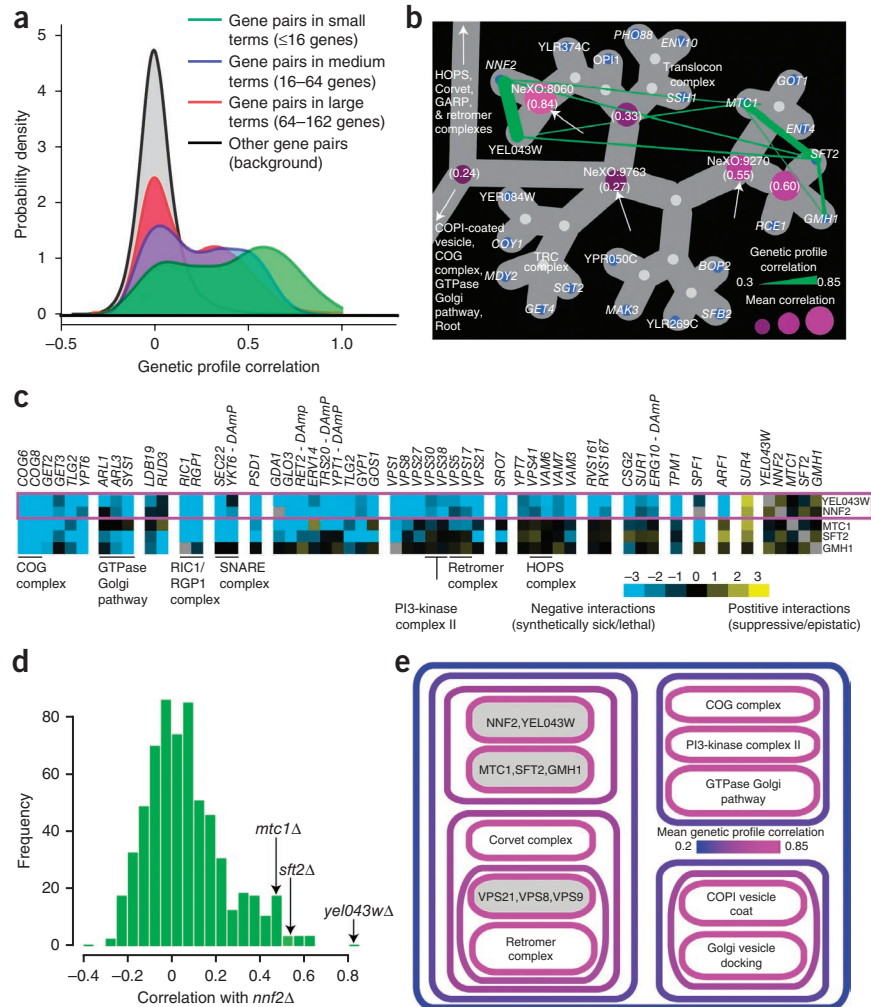 a
Gene pairs in small
terms (≤16 genes)
Gene pairs in medium
terms (16–64 genes)
Gene pairs in large
terms (64–162 genes)
Other gene pairs
(background)
Probability density
5
4
3
2
1
0
−0.5
0
0.5
1.0
Genetic profile correlation
b
PHO88
ENV10
YLR374C
OPI1
NNF2
Translocon
complex
HOPS,
Corvet,
GARP,
& retromer
complexes
NeXO:8060
(0.84)
SSH1
GOT1
MTC1
(0.33)
ENT4
YEL043W
SFT2
NeXO:9270
(0.55)
(0.24)
NeXO:9763
(0.27)
(0.60)
YER084W
RCE1
GMH1
COPI-coated
vesicle,
COG
complex,
GTPase
Golgi
pathway,
Root
COY1
TRC
complex
YPR050C
BOP2
MDY2
SGT2
GET4
MAK3
YLR269C
SFB2
Genetic profile
correlation
0.3
0.85
Mean correlation
c
COG6
COG8
GET2
GET3
TLG2
YPT6
ARL1
ARL3
SYS1
LDB19
RUD3
RIC1
RGP1
SEC22
YKT6 - DAmP
PSD1
GDA1
GLO3
RET2 - DAmP
ERV14
TRS20 - DAmP
YPT1 - DAmP
TLG2
GYP1
GOS1
VPS1
VPS8
VPS27
VPS30
VPS38
VPS5
VPS17
VPS21
SRO7
YPT7
VPS41
VAM6
VAM7
VAM3
RVS161
RVS167
CSG2
SUR1
ERG10 - DAmP
TPM1
SPF1
ARF1
SUR4
YEL043W
NNF2
MTC1
SFT2
GMH1
YEL043W
NNF2
MTC1
SFT2
GMH1
COG
complex
GTPase
Golgi
pathway
RIC1/
RGP1
complex
SNARE
complex
PI3-kinase
complex II
Retromer
complex
HOPS
complex
−3 −2 −1 0 1 2 3
Negative interactions
(synthetically sick/lethal)
Postitive interactions
(suppressive/epistatic)
d
Frequency
80
60
40
20
0
mtc1Δ
sft2Δ
yel043wΔ
−0.4
−0.2
0
0.2
0.4
0.6
0.8
Correlation with nnf2Δ
e
NNF2,YEL043W
MTC1,SFT2,GMH1
Corvet complex
VPS21,VPS8,VPS9
Retromer
complex
COG complex
PI3-kinase complex II
GTPase Golgi
pathway
Mean genetic profile correlation
0.2
0.85
COPI vesicle
coat
Golgi vesicle
docking